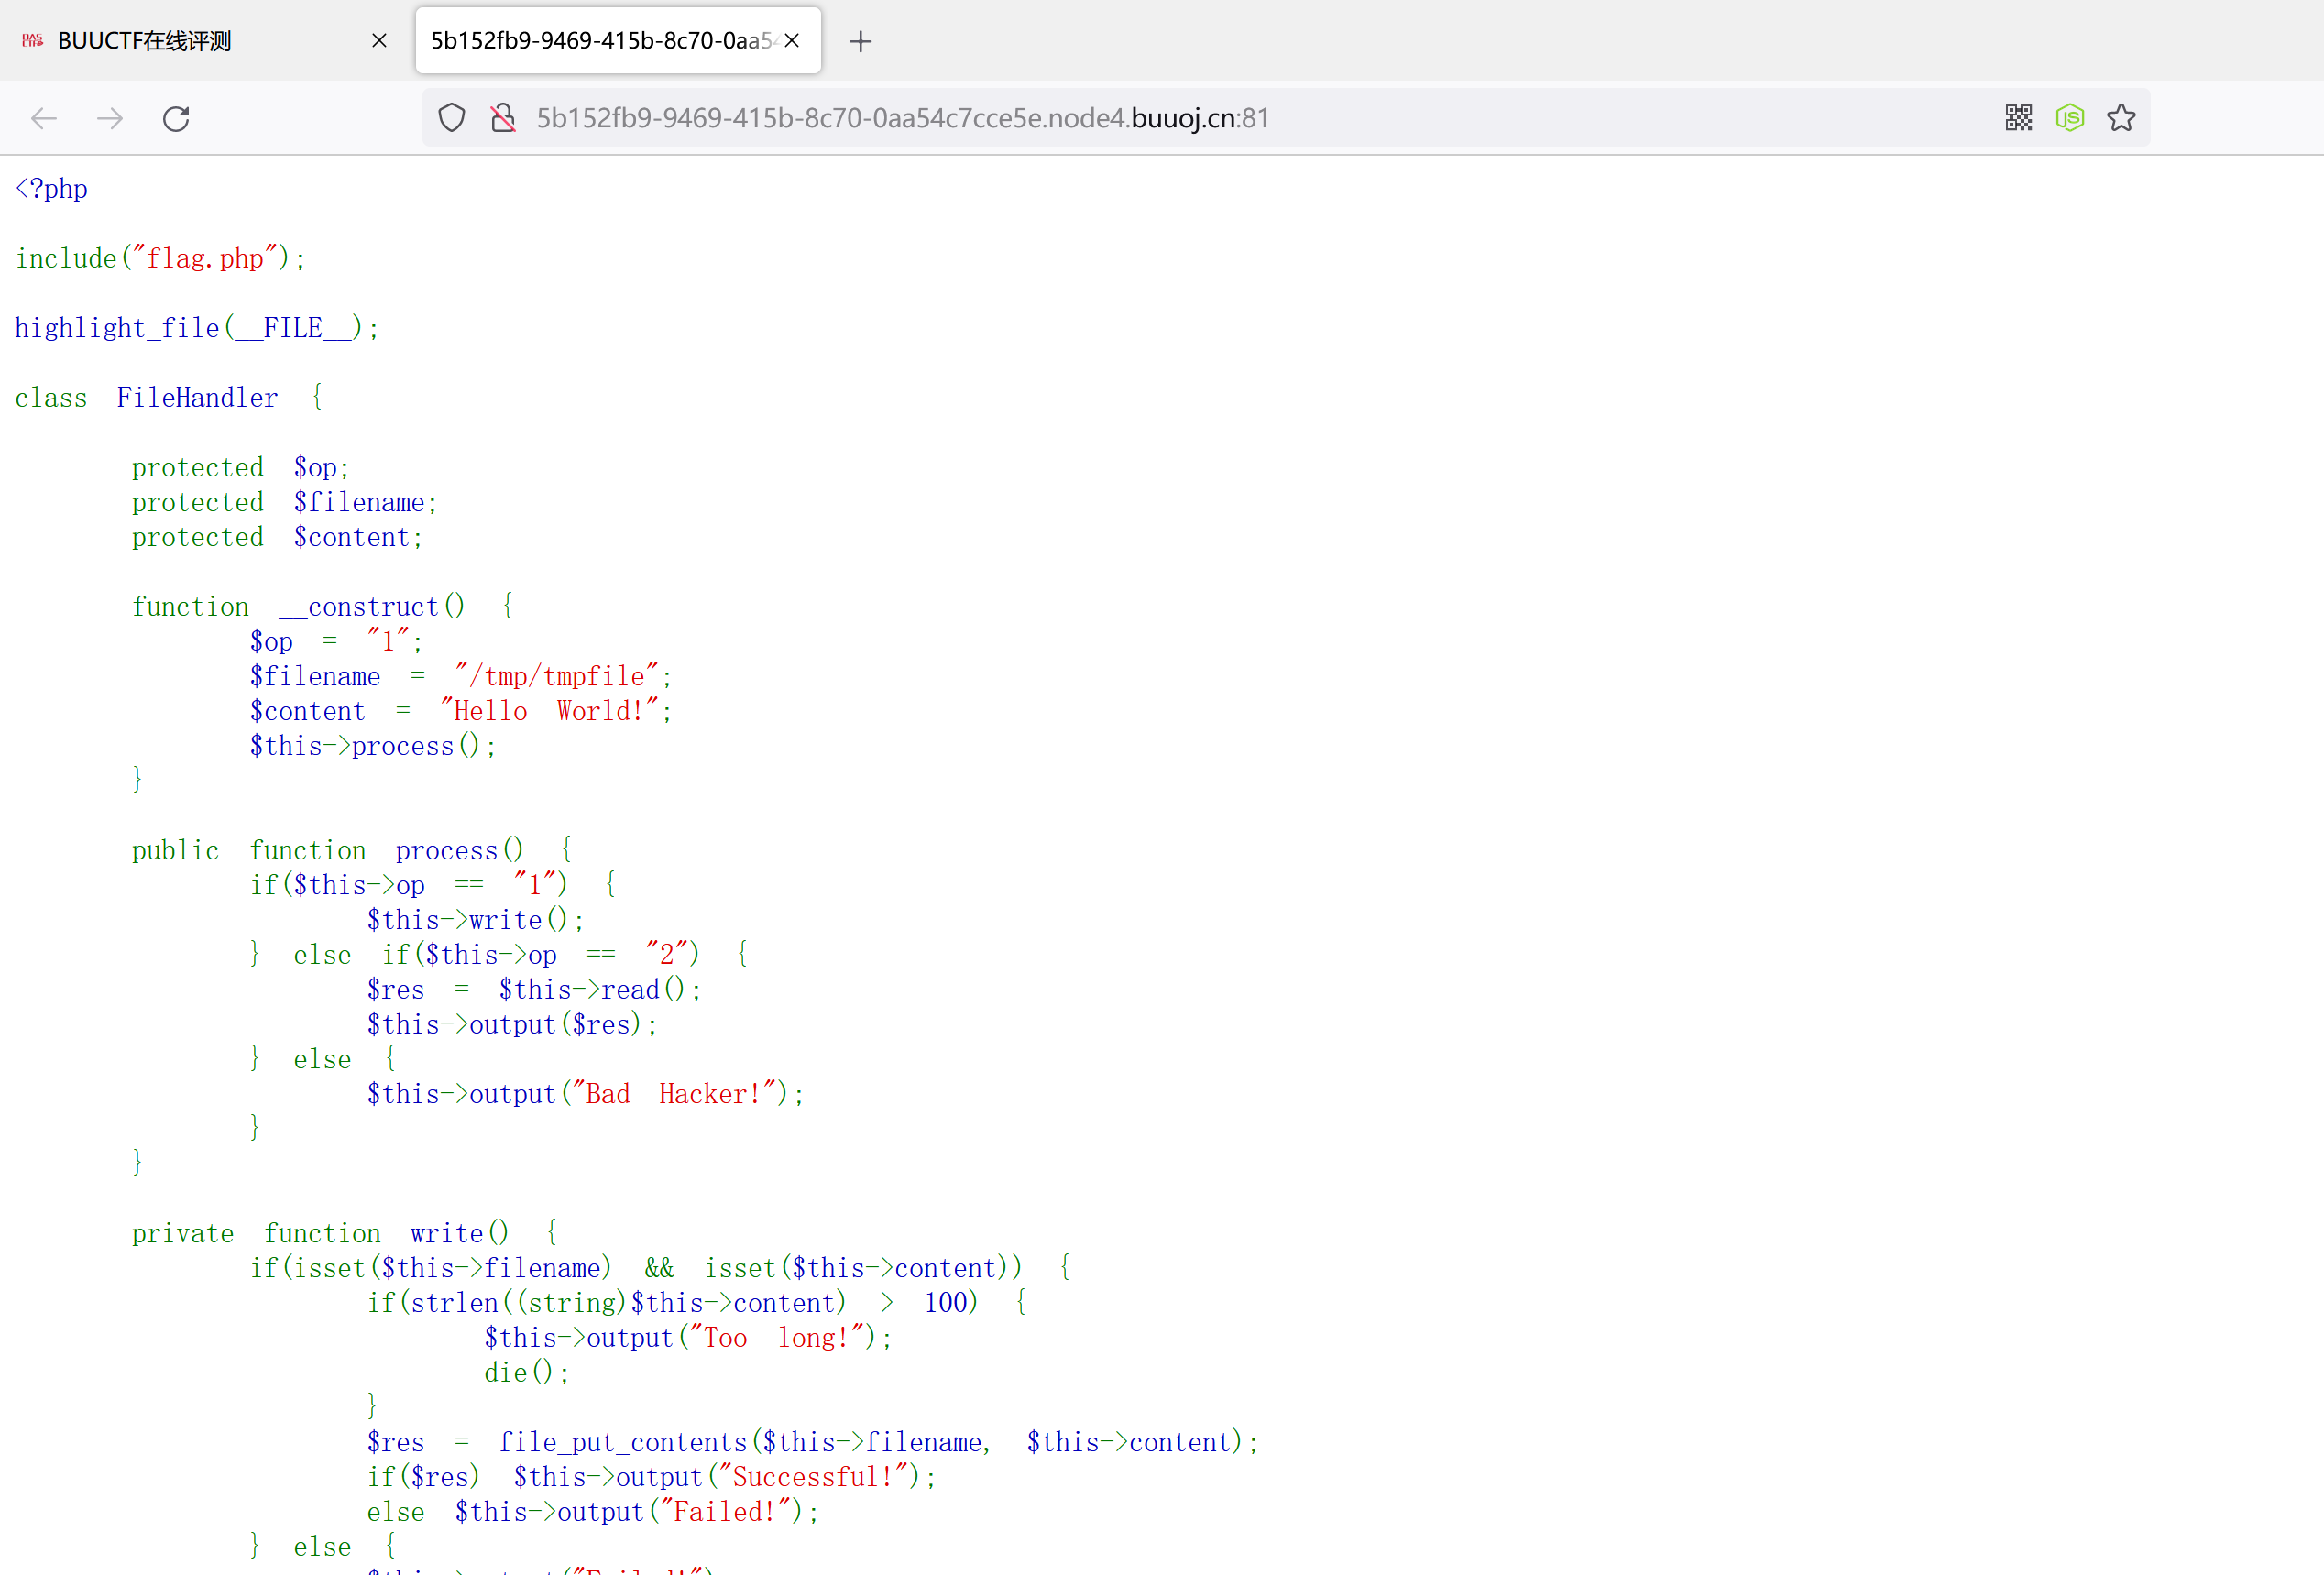 BUUCTF在线评测
5b152fb9-9469-415b-8c70-0aa54
5b152fb9-9469-415b-8c70-0aa54c7cce5e.node4.buuoj.cn:81
<?php
include("flag.php");
highlight_file(__FILE__);
class FileHandler {
protected $op;
protected $filename;
protected $content;
function __construct() {
$op = "1";
$filename = "/tmp/tmpfile";
$content = "Hello World!";
$this->process();
}
public function process() {
if($this->op == "1") {
$this->write();
} else if($this->op == "2") {
$res = $this->read();
$this->output($res);
} else {
$this->output("Bad Hacker!");
}
}
private function write() {
if(isset($this->filename) && isset($this->content)) {
if(strlen((string)$this->content) > 100) {
$this->output("Too long!");
die();
}
$res = file_put_contents($this->filename, $this->content);
if($res) $this->output("Successful!");
else $this->output("Failed!");
} else {